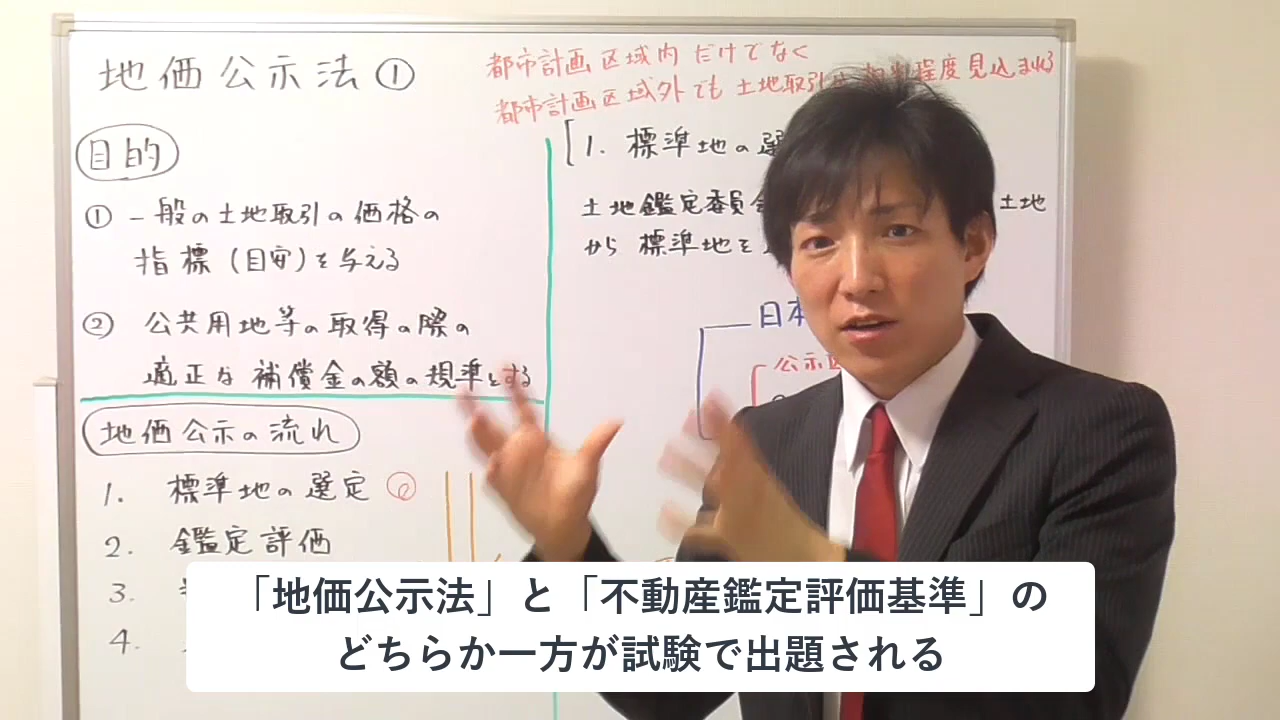 地価公示法①
都市計画区域内だけでなく
都市計画区域外でも土地取引 相当程度見込まれる
目的
① 一般の土地取引の価格の
指標(目安)を与える
② 公共用地等の取得の際の
適正な補償金の額の規準とする
地価公示の流れ
1. 標準地の選定
2. 鑑定評価
3.
4.
[1. 標準地の選
土地鑑定委員会 土地
から標準地を
日本
公示区
「地価公示法」と「不動産鑑定評価基準」の
どちらか一方が試験で出題される